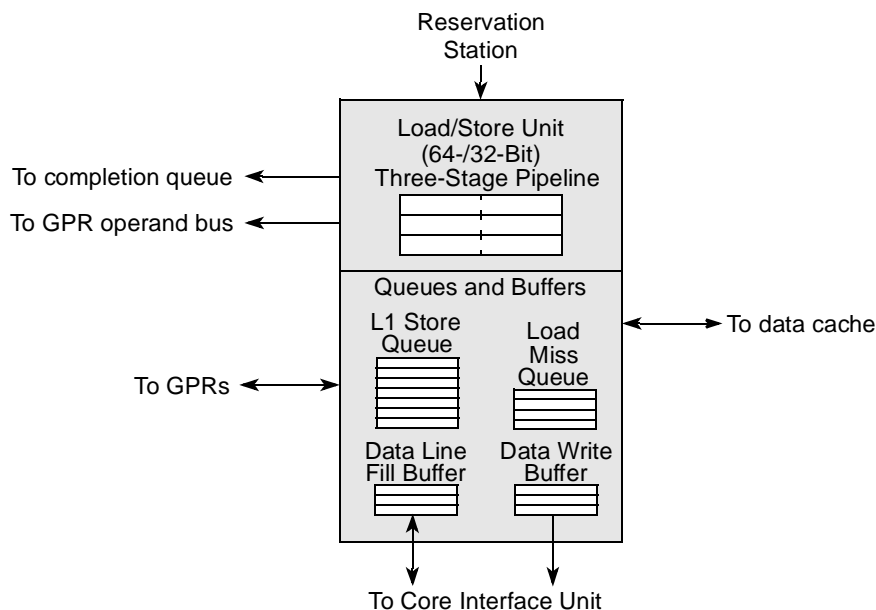 Reservation
Station
Load/Store Unit
(64-/32-Bit)
Three-Stage Pipeline
To completion queue
To GPR operand bus
Queues and Buffers
L1 Store
Queue
Load
Miss
Queue
To data cache
To GPRs
Data Line
Fill Buffer
Data Write
Buffer
To Core Interface Unit